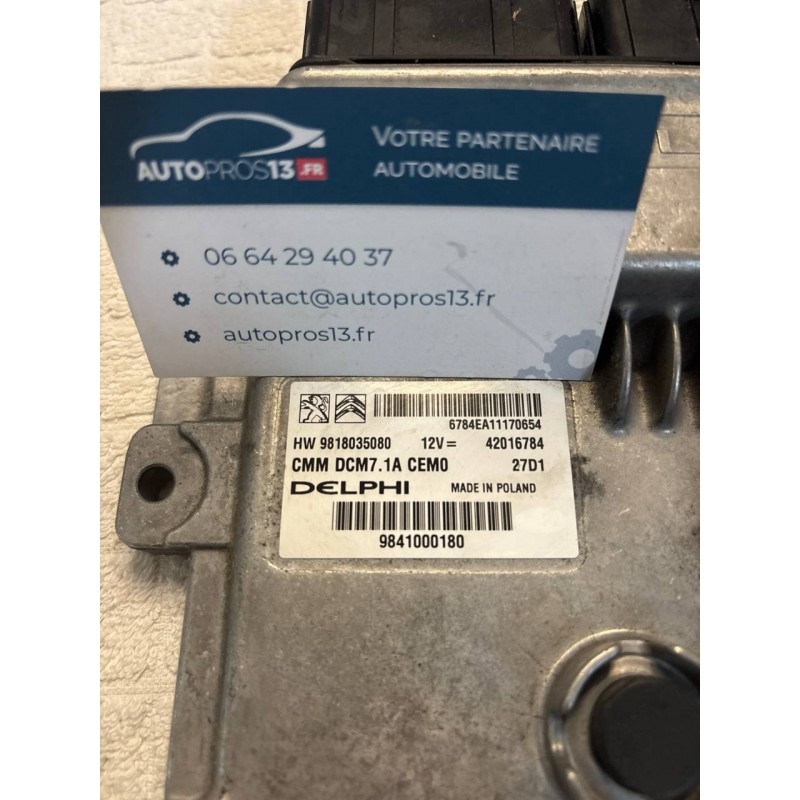 AUTOPROS13.FR
VOTRE PARTENAIRE
AUTOMOBILE
06 64 29 40 37
contact@autopros13.fr
autopros13.fr
6784EA11170654
HW 9818035080 12V= 42016784
CMM DCM7.1A CEM0 27D1
DELPHI MADE IN POLAND
9841000180